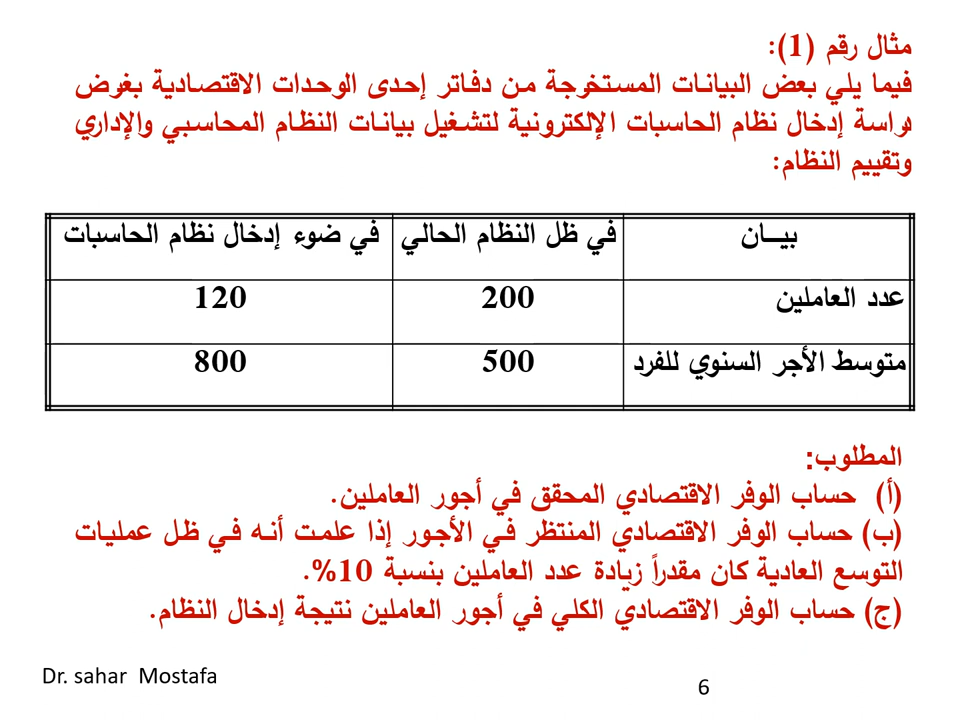 مثال رقم (1):
فيما يلي بعض البيانات المستخرجة من دفاتر إحدى الوحدات الاقتصادية بغرض
دراسة إدخال نظام الحاسبات الإلكترونية لتشغيل بيانات النظام المحاسبي والإداري
وتقييم النظام:
بيـــان في ظل النظام الحالي في ضوء إدخال نظام الحاسبات
عدد العاملين 200 120
متوسط الأجر السنوي للفرد 500 800
المطلوب:
(أ) حساب الوفر الاقتصادي المحقق في أجور العاملين.
(ب) حساب الوفر الاقتصادي المنتظر في الأجور إذا علمت أنه في ظل عمليات
التوسع العادية كان مقدراً زيادة عدد العاملين بنسبة 10%.
(ج) حساب الوفر الاقتصادي الكلي في أجور العاملين نتيجة إدخال النظام.
Dr. sahar Mostafa
6